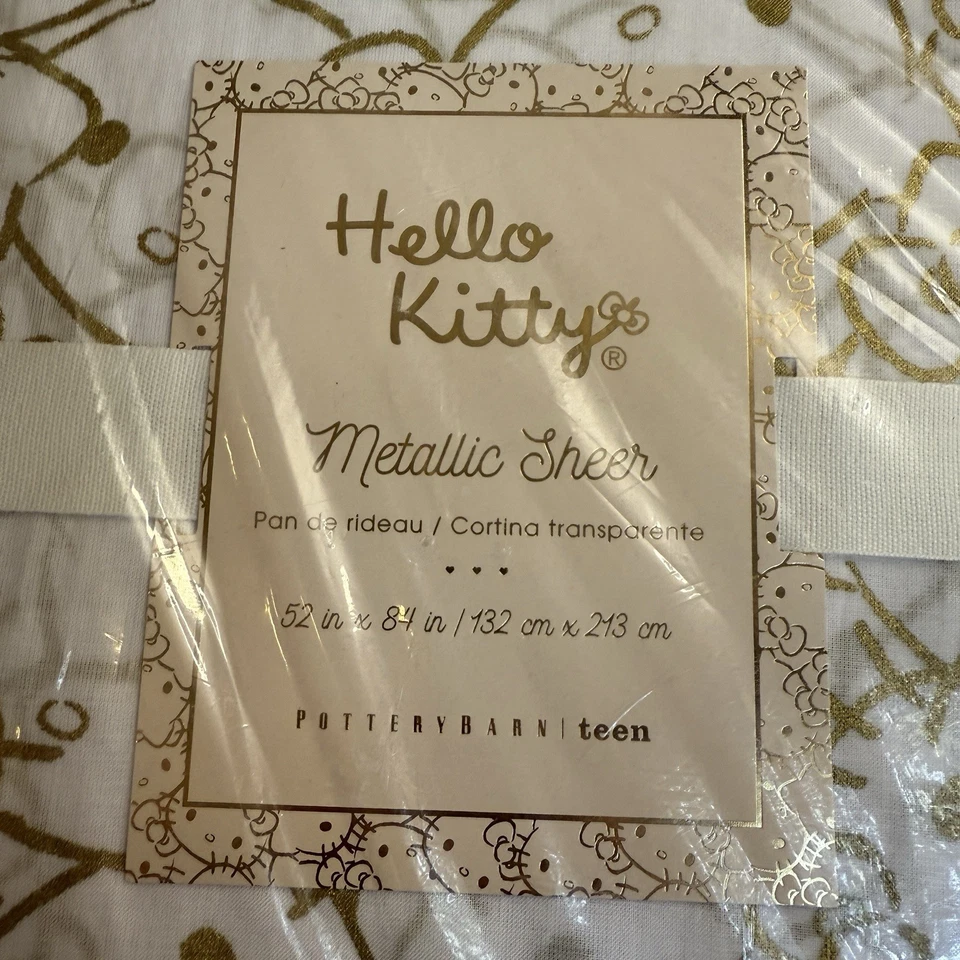 Hello
Kitty®
Metallic Sheer
Pan de rideau / Cortina transparente
52 in x 84 in / 132 cm x 213 cm
POTTERYBARN | teen